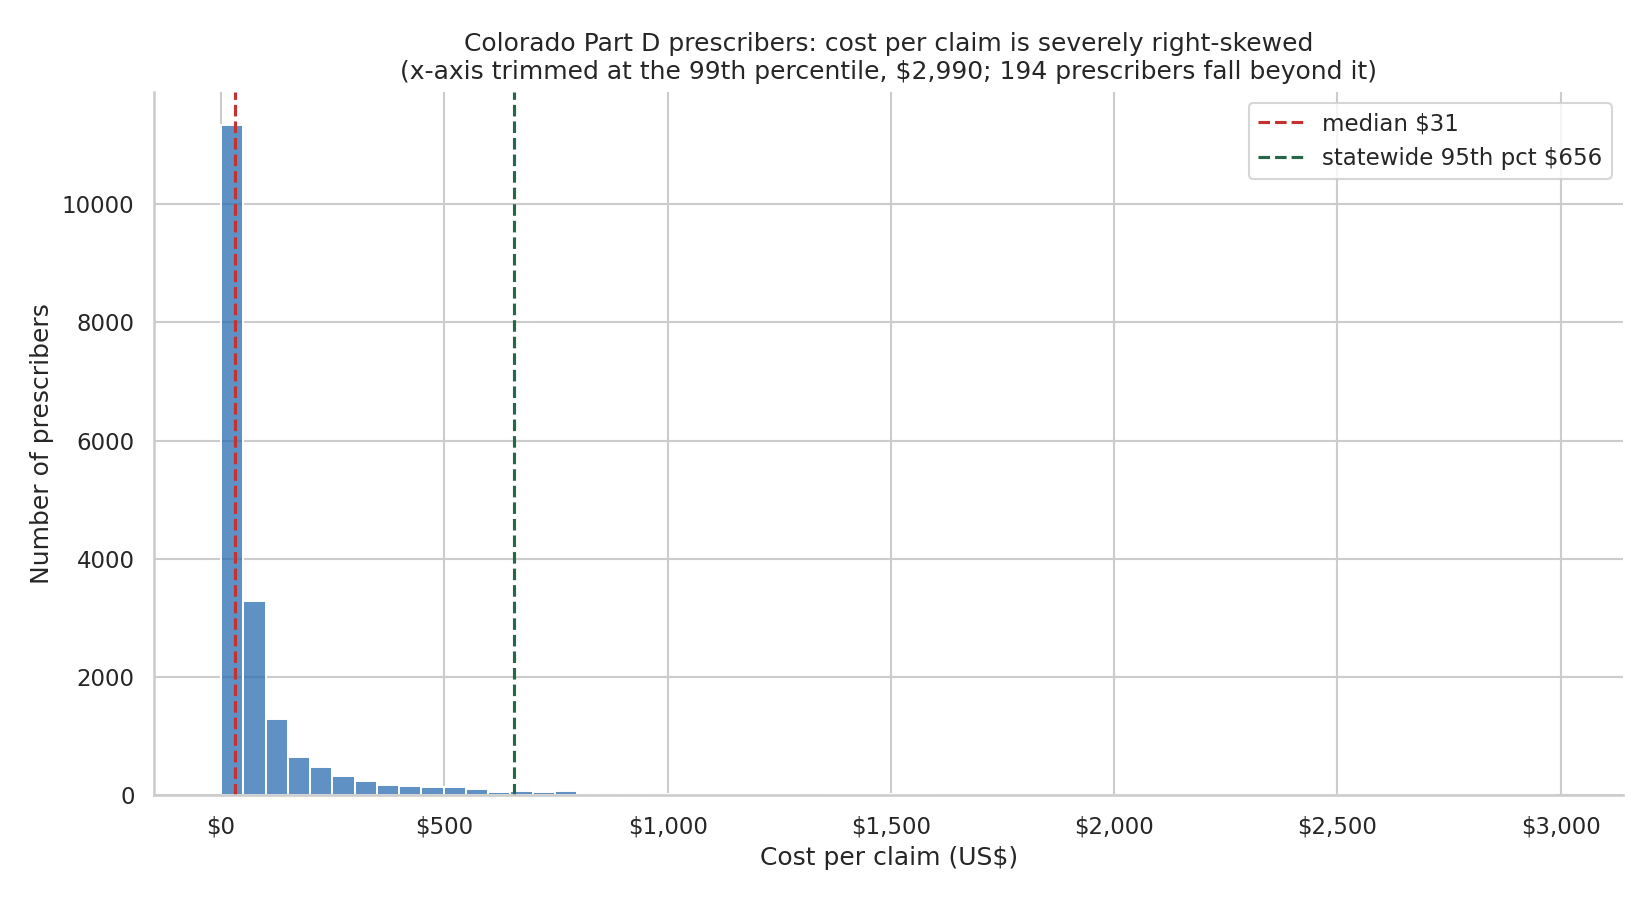 Colorado Part D prescribers: cost per claim is severely right-skewed
(x-axis trimmed at the 99th percentile, $2,990; 194 prescribers fall beyond it)
median $31
statewide 95th pct $656
Number of prescribers
10000
8000
6000
4000
2000
0
$0
$500
$1,000
$1,500
$2,000
$2,500
$3,000
Cost per claim (US$)